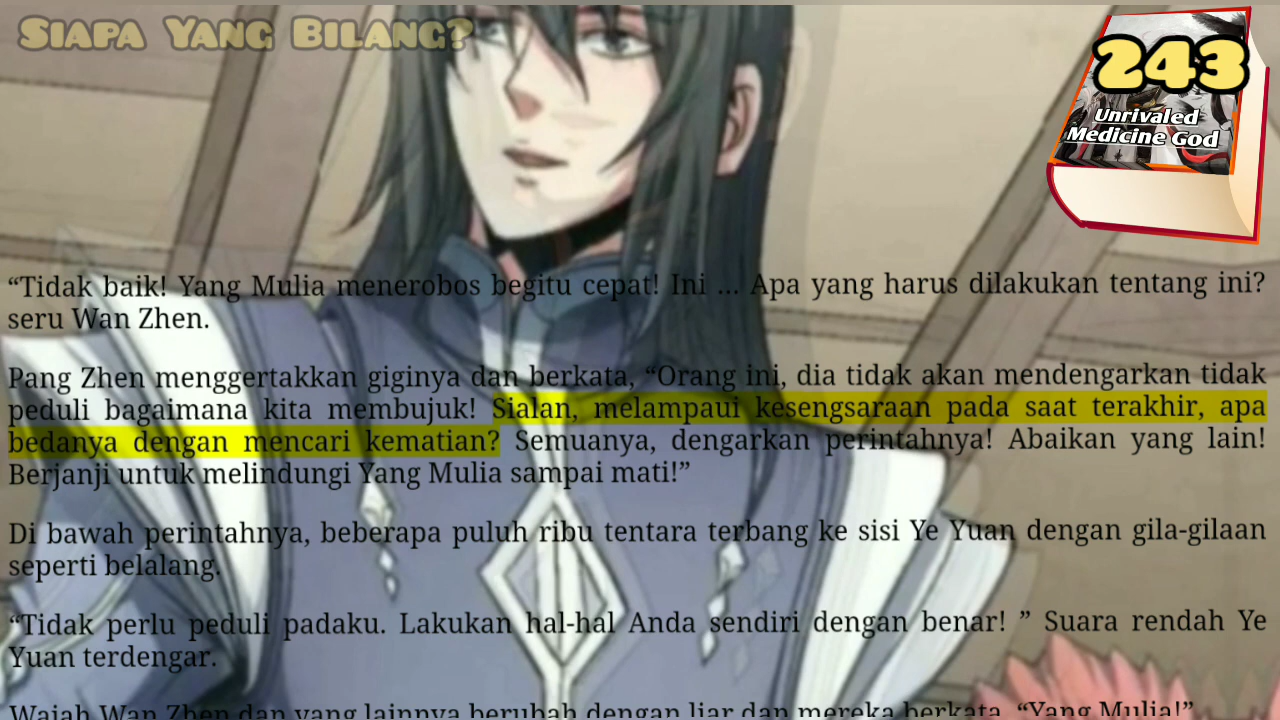 Siapa Yang Bilang?
243
Unrivaled
Medicine God
“Tidak baik! Yang Mulia menerobos begitu cepat! Ini ... Apa yang harus dilakukan tentang ini?
seru Wan Zhen.
Pang Zhen menggertakkan giginya dan berkata, “Orang ini, dia tidak akan mendengarkan tidak
peduli bagaimana kita membujuk! Sialan, melampaui kesengsaraan pada saat terakhir, apa
bedanya dengan mencari kematian? Semuanya, dengarkan perintahnya! Abaikan yang lain!
Berjanji untuk melindungi Yang Mulia sampai mati!”
Di bawah perintahnya, beberapa puluh ribu tentara terbang ke sisi Ye Yuan dengan gila-gilaan
seperti belalang.
“Tidak perlu peduli padaku. Lakukan hal-hal Anda sendiri dengan benar! ” Suara rendah Ye
Yuan terdengar.
Wajah Wan Zhen dan yang lainnya berubah dengan liar dan mereka berkata, “Yang Mulia!”